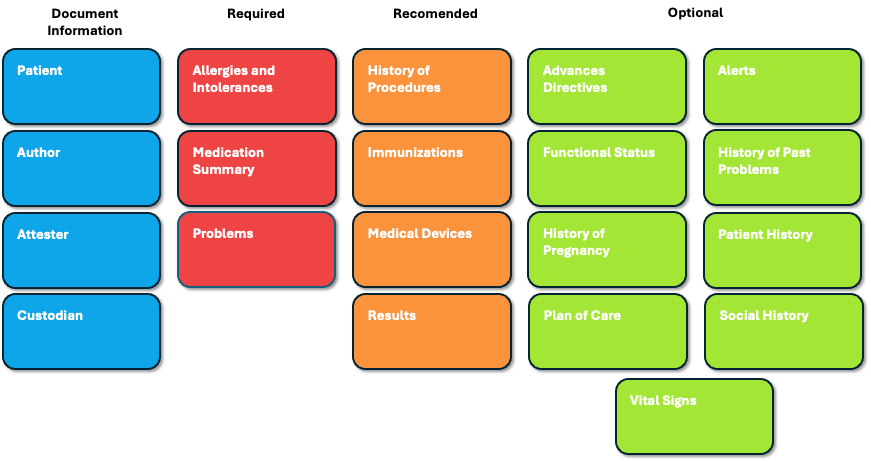 Document
Information
Required
Recomended
Optional
Patient
Allergies and
Intolerances
History of
Procedures
Advances
Directives
Alerts
Author
Medication
Summary
Immunizations
Functional Status
History of Past
Problems
Attester
Problems
Medical Devices
History of
Pregnancy
Patient History
Custodian
Results
Plan of Care
Social History
Vital Signs